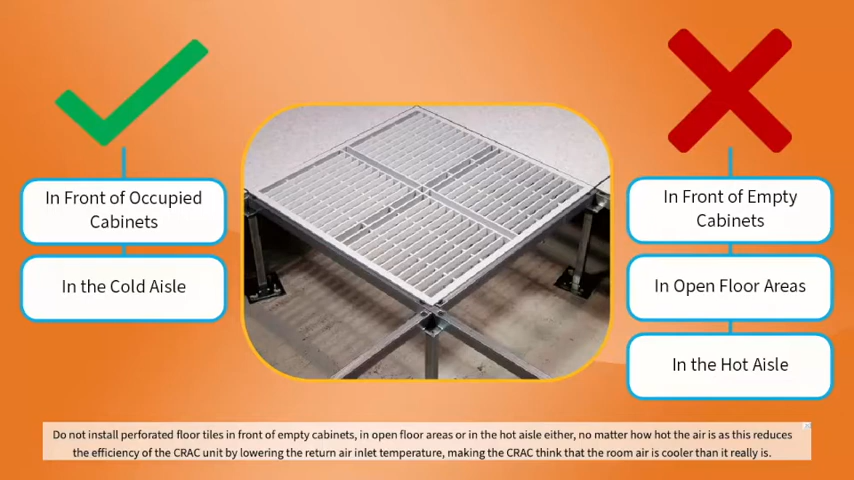 In Front of Occupied
Cabinets
In the Cold Aisle
In Front of Empty
Cabinets
In Open Floor Areas
In the Hot Aisle
Do not install perforated floor tiles in front of empty cabinets, in open floor areas or in the hot aisle either, no matter how hot the air is as this reduces
the efficiency of the CRAC unit by lowering the return air inlet temperature, making the CRAC think that the room air is cooler than it really is.